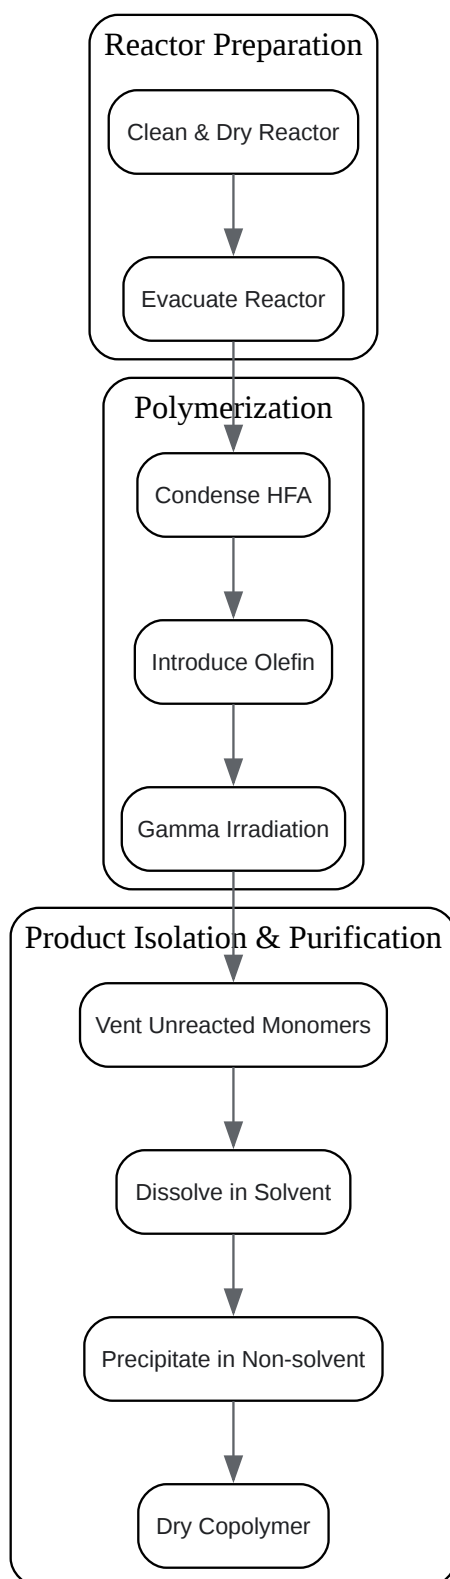 Reactor Preparation
Clean & Dry Reactor
Evacuate Reactor
Polymerization
Condense HFA
Introduce Olefin
Gamma Irradiation
Product Isolation & Purification
Vent Unreacted Monomers
Dissolve in Solvent
Precipitate in Non-solvent
Dry Copolymer